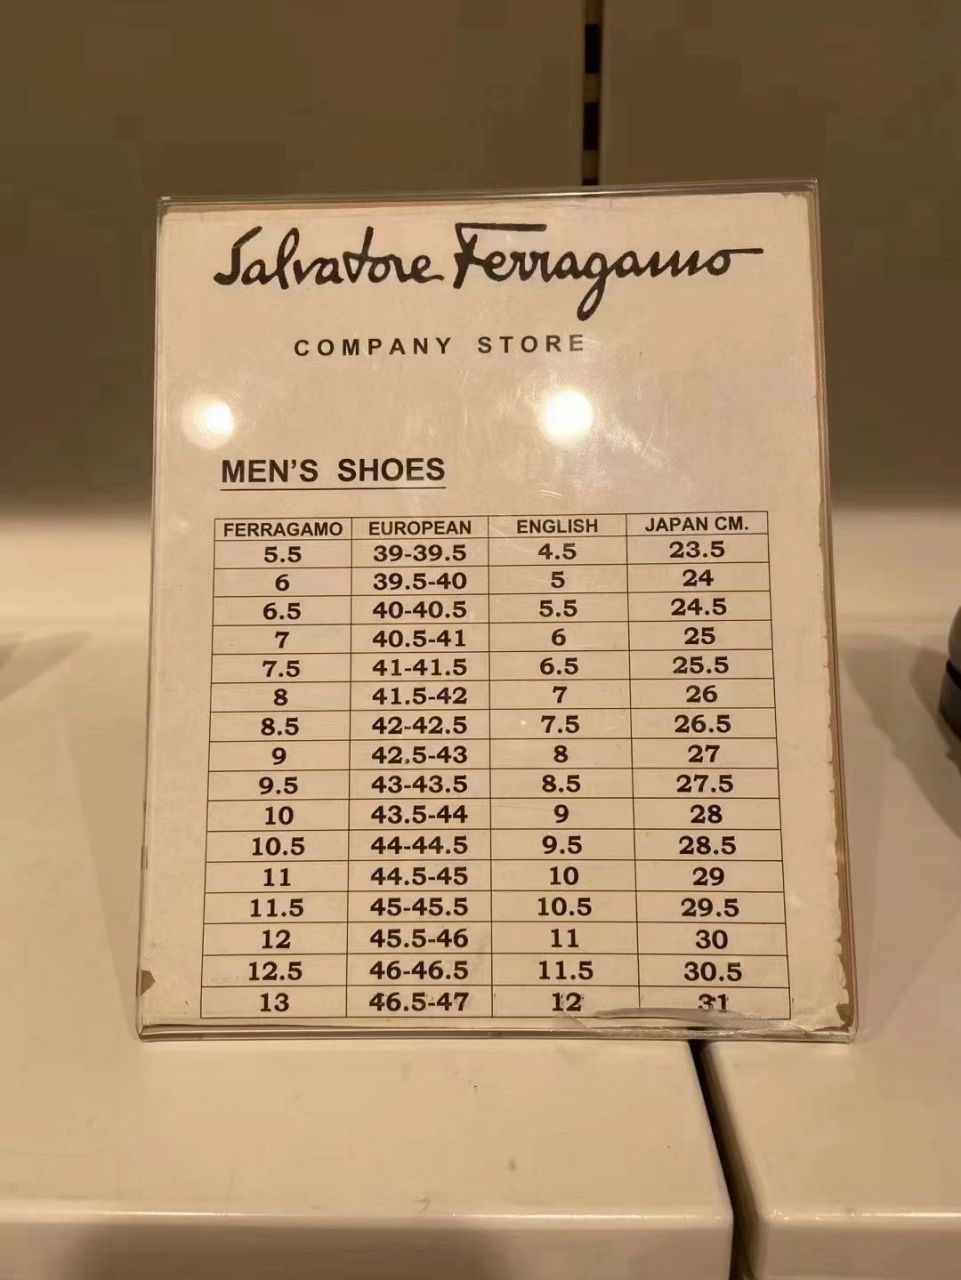 Salvatore Ferragamo
COMPANY STORE
MEN'S SHOES
FERRAGAMO EUROPEAN ENGLISH JAPAN CM.
5.5 39-39.5 4.5 23.5
6 39.5-40 5 24
6.5 40-40.5 5.5 24.5
7 40.5-41 6 25
7.5 41-41.5 6.5 25.5
8 41.5-42 7 26
8.5 42-42.5 7.5 26.5
9 42.5-43 8 27
9.5 43-43.5 8.5 27.5
10 43.5-44 9 28
10.5 44-44.5 9.5 28.5
11 44.5-45 10 29
11.5 45-45.5 10.5 29.5
12 45.5-46 11 30
12.5 46-46.5 11.5 30.5
13 46.5-47 12 31